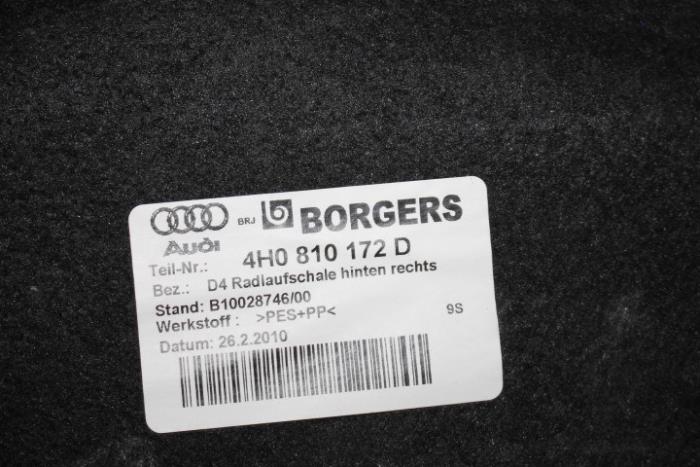 BRJ BORGERS
Audi
Teil-Nr.: 4H0 810 172 D
Bez.: D4 Radlaufschale hinten rechts
Stand: B10028746/00
Werkstoff : >PES+PP< 9S
Datum: 26.2.2010